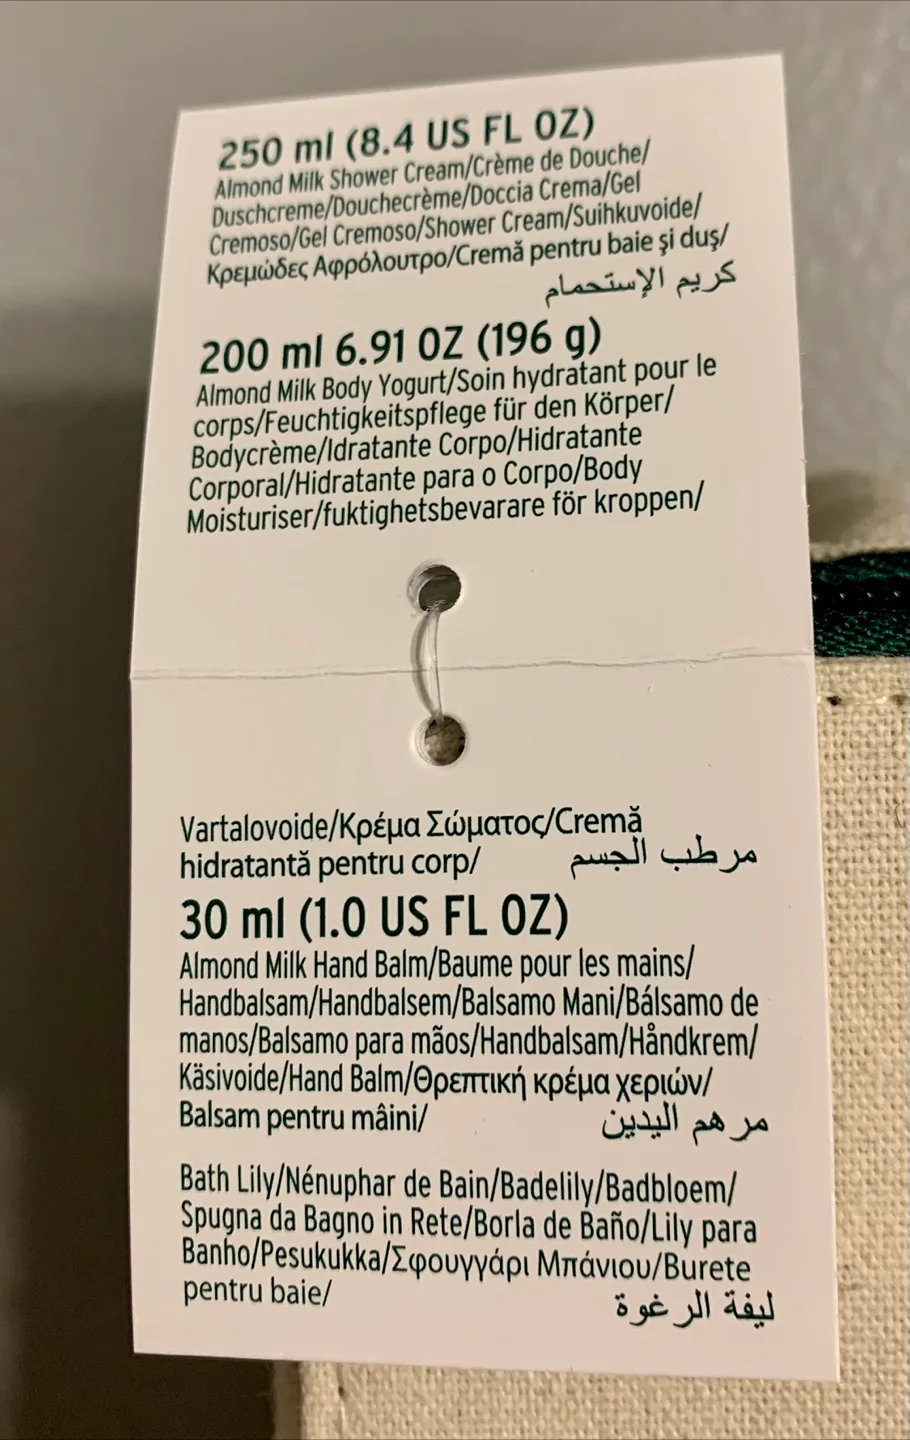 250 ml (8.4 US FL OZ)
Almond Milk Shower Cream/Crème de Douche/
Duschcreme/Douchecrème/Doccia Crema/Gel
Cremoso/Gel Cremoso/Shower Cream/Suihkuvoide/
Κρεμώδες Αφρόλουτρο/Cremă pentru baie şi duş/
كريم الإستحمام
200 ml 6.91 OZ (196 g)
Almond Milk Body Yogurt/Soin hydratant pour le
corps/Feuchtigkeitspflege für den Körper/
Bodycrème/Idratante Corpo/Hidratante
Corporal/Hidratante para o Corpo/Body
Moisturiser/fuktighetsbevarare för kroppen/
Vartalovoide/Κρέμα Σώματος/Cremă
hidratantă pentru corp/ مرطب الجسم
30 ml (1.0 US FL OZ)
Almond Milk Hand Balm/Baume pour les mains/
Handbalsam/Handbalsem/Balsamo Mani/Bálsamo de
manos/Balsamo para mãos/Handbalsam/Håndkrem/
Käsivoide/Hand Balm/Θρεπτική κρέμα χεριών/
Balsam pentru mâini/ مرهم اليدين
Bath Lily/Nénuphar de Bain/Badelily/Badbloem/
Spugna da Bagno in Rete/Borla de Baño/Lily para
Banho/Pesukukka/Σφουγγάρι Μπάνιου/Burete
pentru baie/ ليفة الرغوة